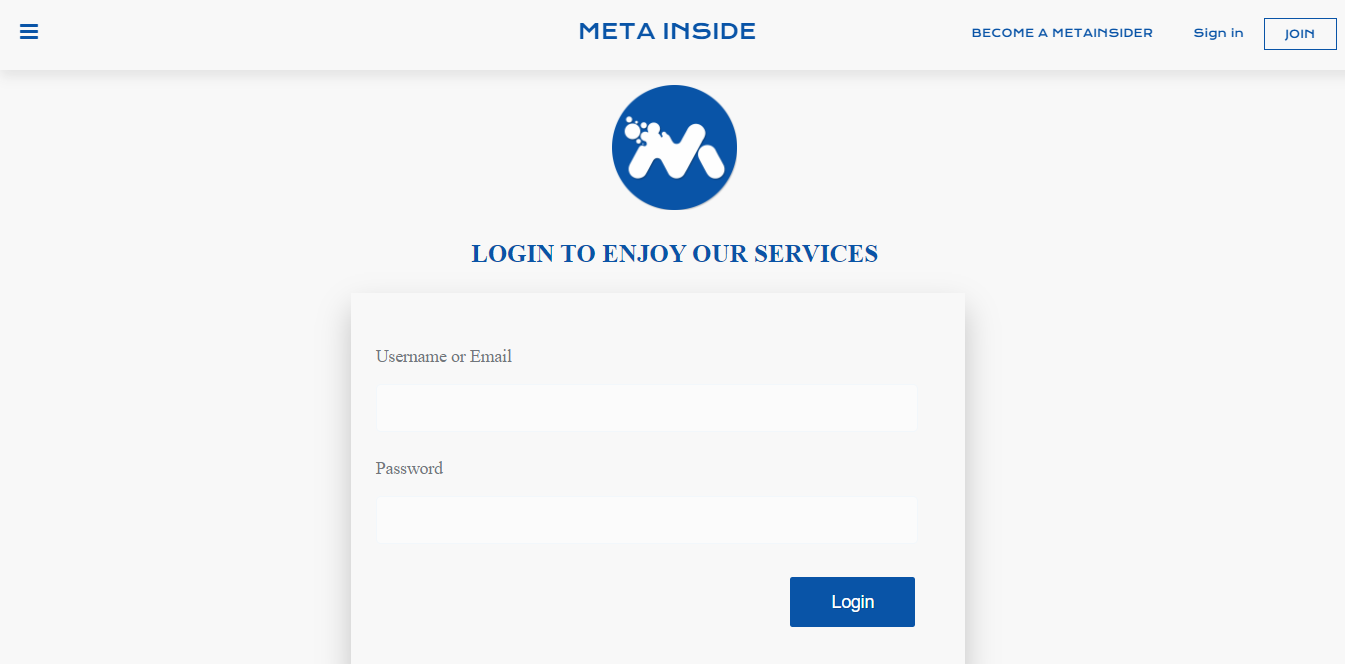 META INSIDE
BECOME A METAINSIDER
Sign in
JOIN
LOGIN TO ENJOY OUR SERVICES
Username or Email
Password
Login